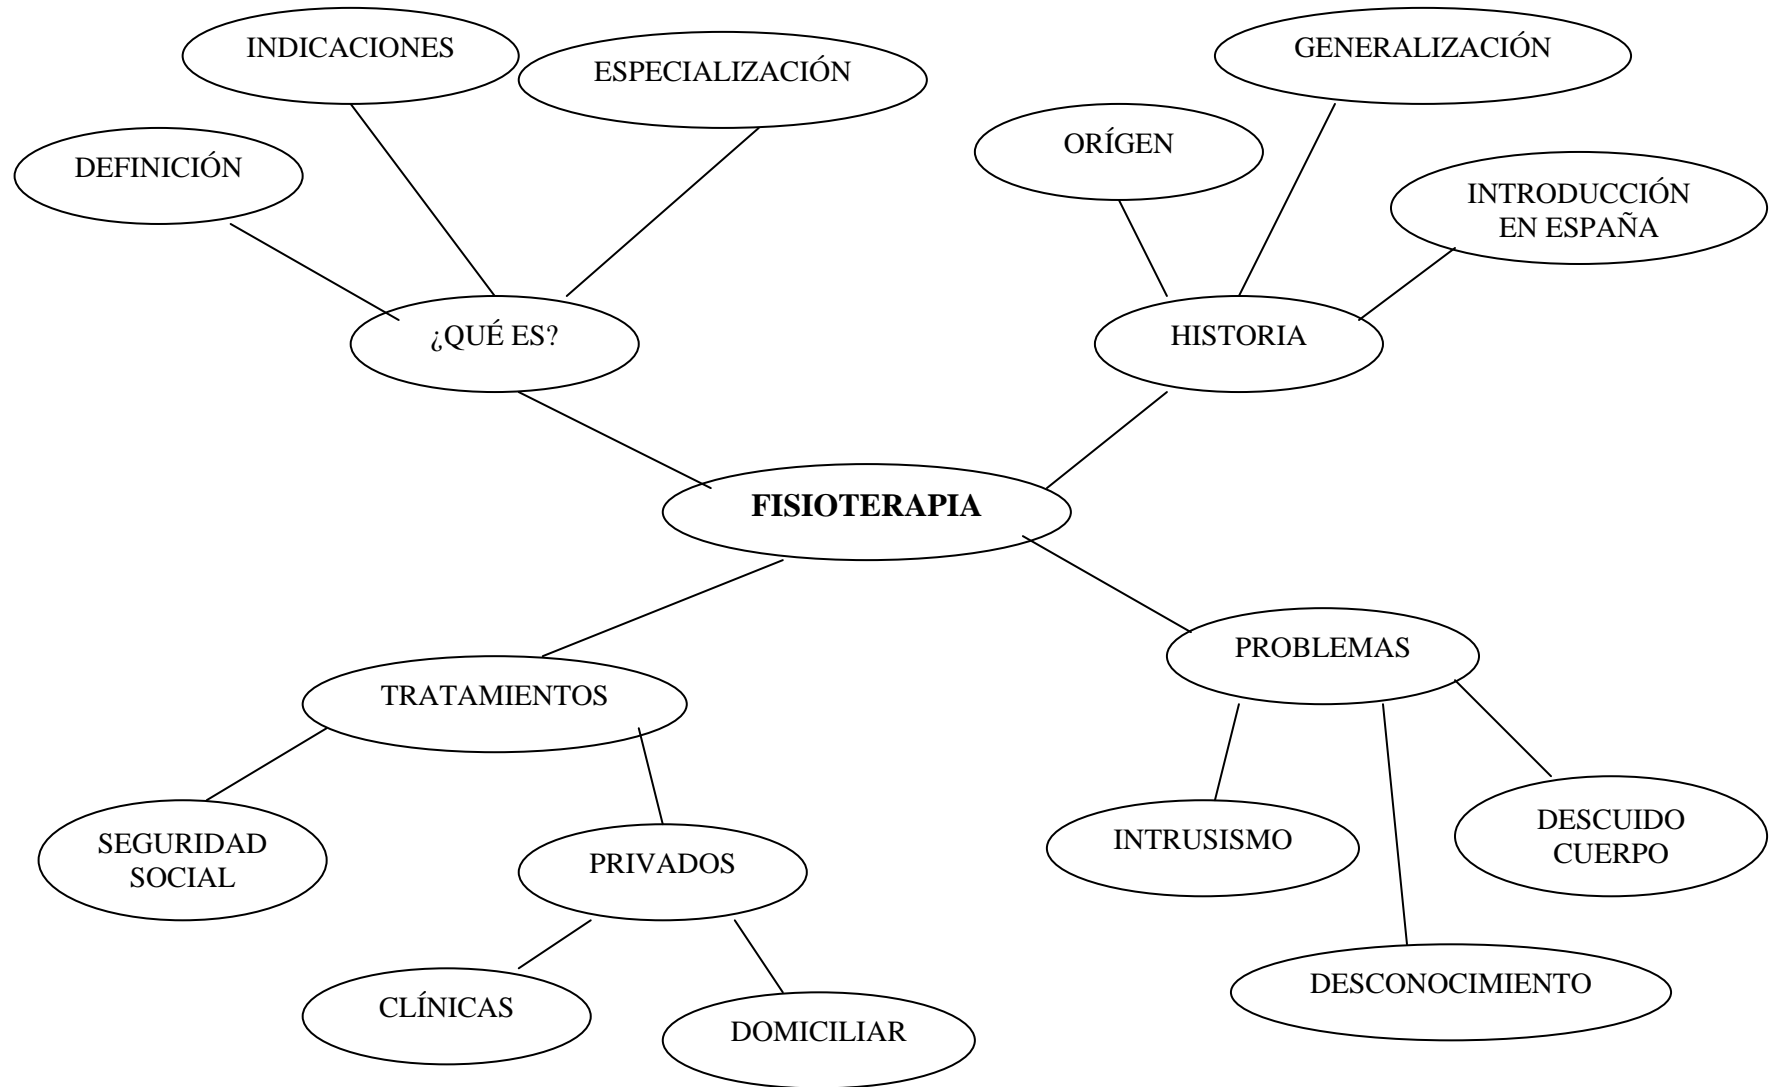 INDICACIONES
ESPECIALIZACIÓN
DEFINICIÓN
¿QUÉ ES?
GENERALIZACIÓN
ORÍGEN
INTRODUCCIÓN
EN ESPAÑA
HISTORIA
FISIOTERAPIA
TRATAMIENTOS
SEGURIDAD
SOCIAL
PRIVADOS
CLÍNICAS
DOMICILIAR
PROBLEMAS
INTRUSISMO
DESCUIDO
CUERPO
DESCONOCIMIENTO